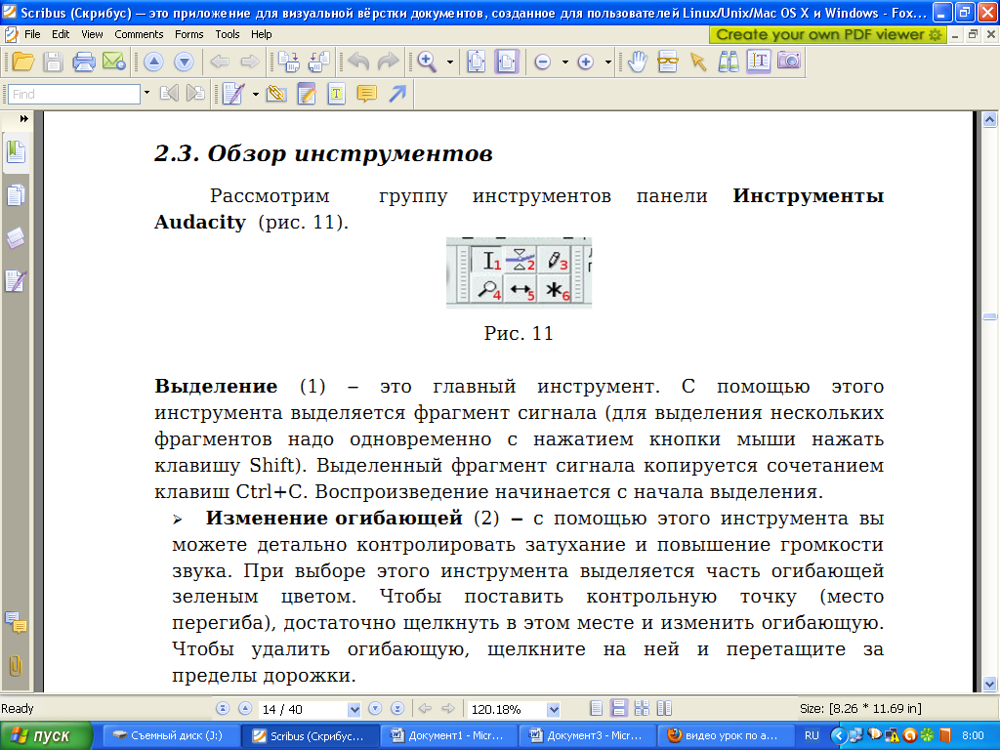 Scribus (Скрибус) — это приложение для визуальной вёрстки документов, созданное для пользователей Linux/Unix/Mac OS X и Windows - Fox...
File Edit View Comments Forms Tools Help
Create your own PDF viewer
Find
2.3. Обзор инструментов
Рассмотрим группу инструментов панели Инструменты
Audacity (рис. 11).
1 2 3
4 5 6
Рис. 11
Выделение (1) – это главный инструмент. С помощью этого
инструмента выделяется фрагмент сигнала (для выделения нескольких
фрагментов надо одновременно с нажатием кнопки мыши нажать
клавишу Shift). Выделенный фрагмент сигнала копируется сочетанием
клавиш Ctrl+C. Воспроизведение начинается с начала выделения.
➢ Изменение огибающей (2) – с помощью этого инструмента вы
можете детально контролировать затухание и повышение громкости
звука. При выборе этого инструмента выделяется часть огибающей
зеленым цветом. Чтобы поставить контрольную точку (место
перегиба), достаточно щелкнуть в этом месте и изменить огибающую.
Чтобы удалить огибающую, щелкните на ней и перетащите за
пределы дорожки.
Ready 14 / 40 120.18% Size: [8.26 * 11.69 in]
пуск Съемный диск (J:) Scribus (Скрибус... Документ1 - Micr... Документ3 - Micr... видео урок по a... RU 8:00